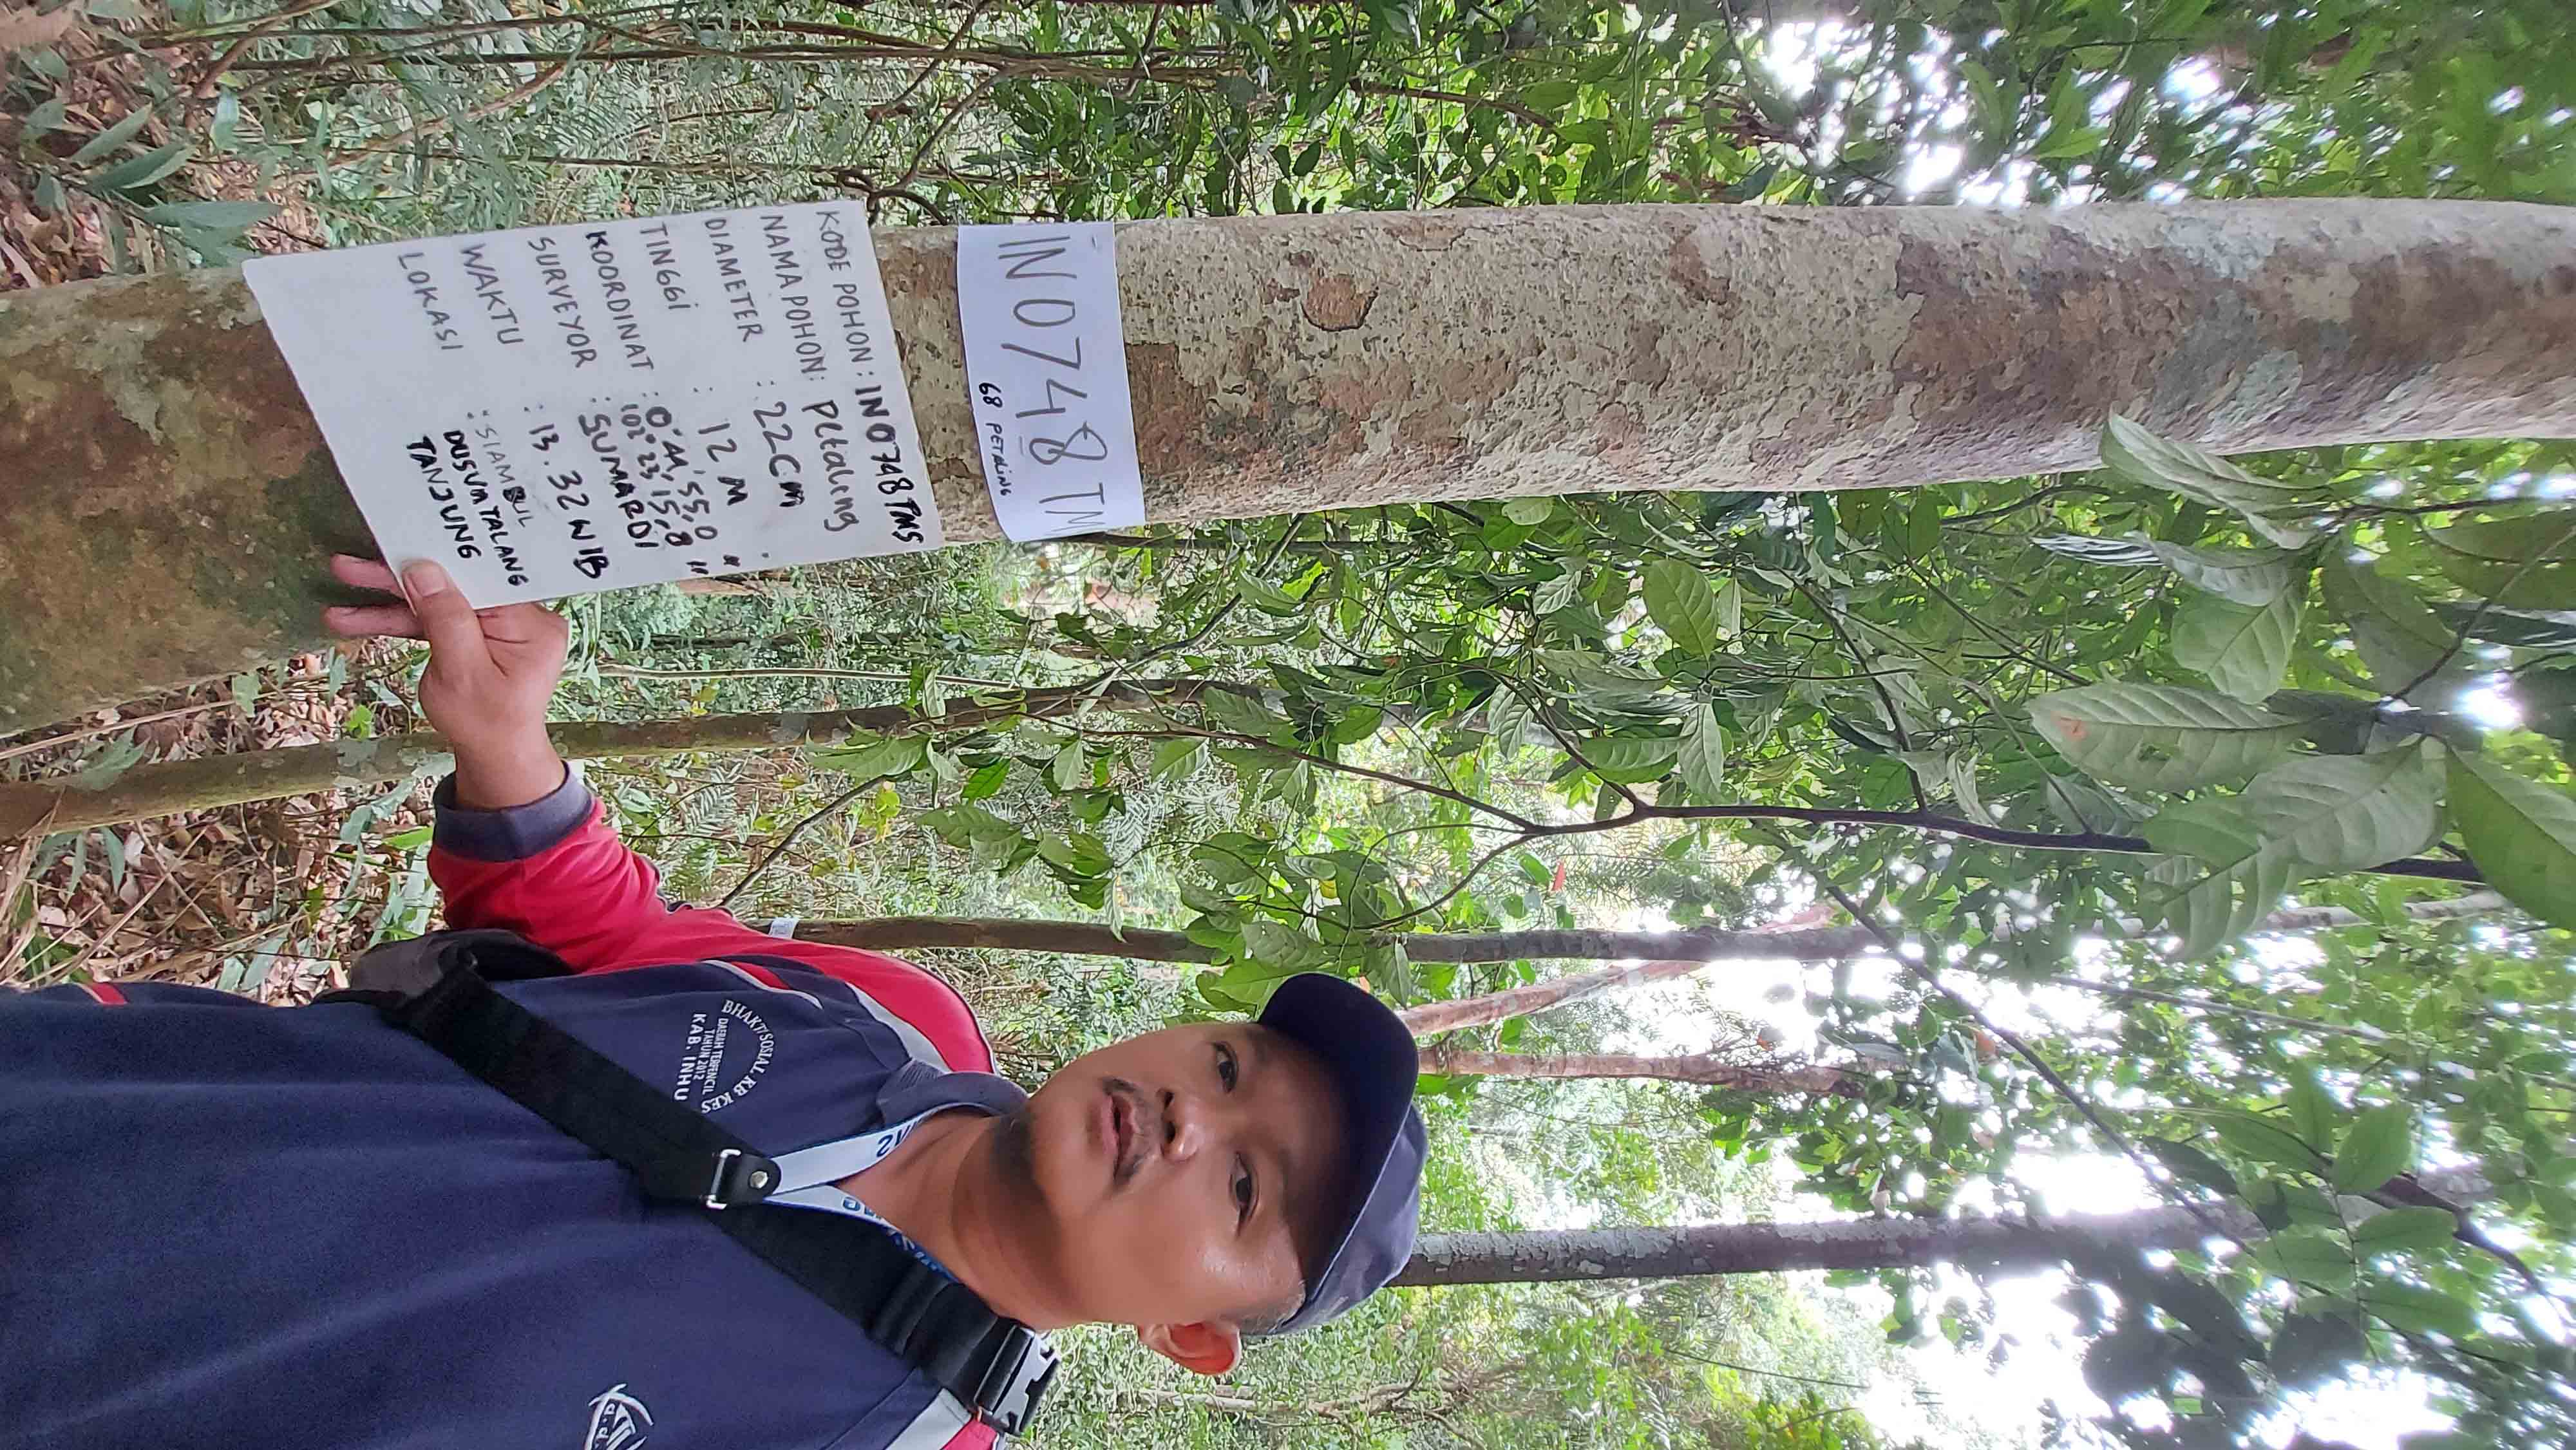 IN0748 TM
68 PETALING
KODE POHON : IN0748TMS
NAMA POHON : Petaling
DIAMETER : 22CM
TINGGI : 12 M
KOORDINAT : 0°44'55,0"
102°23'15,8"
SURVEYOR : SUMARDI
WAKTU : 13.32 WIB
LOKASI : SIAMBUL
DUSUN TALANG
TANJUNG
BHAKTI SOSIAL KB KES
DAERAH TERPENCIL
TAHUN 2012
KAB. INHU